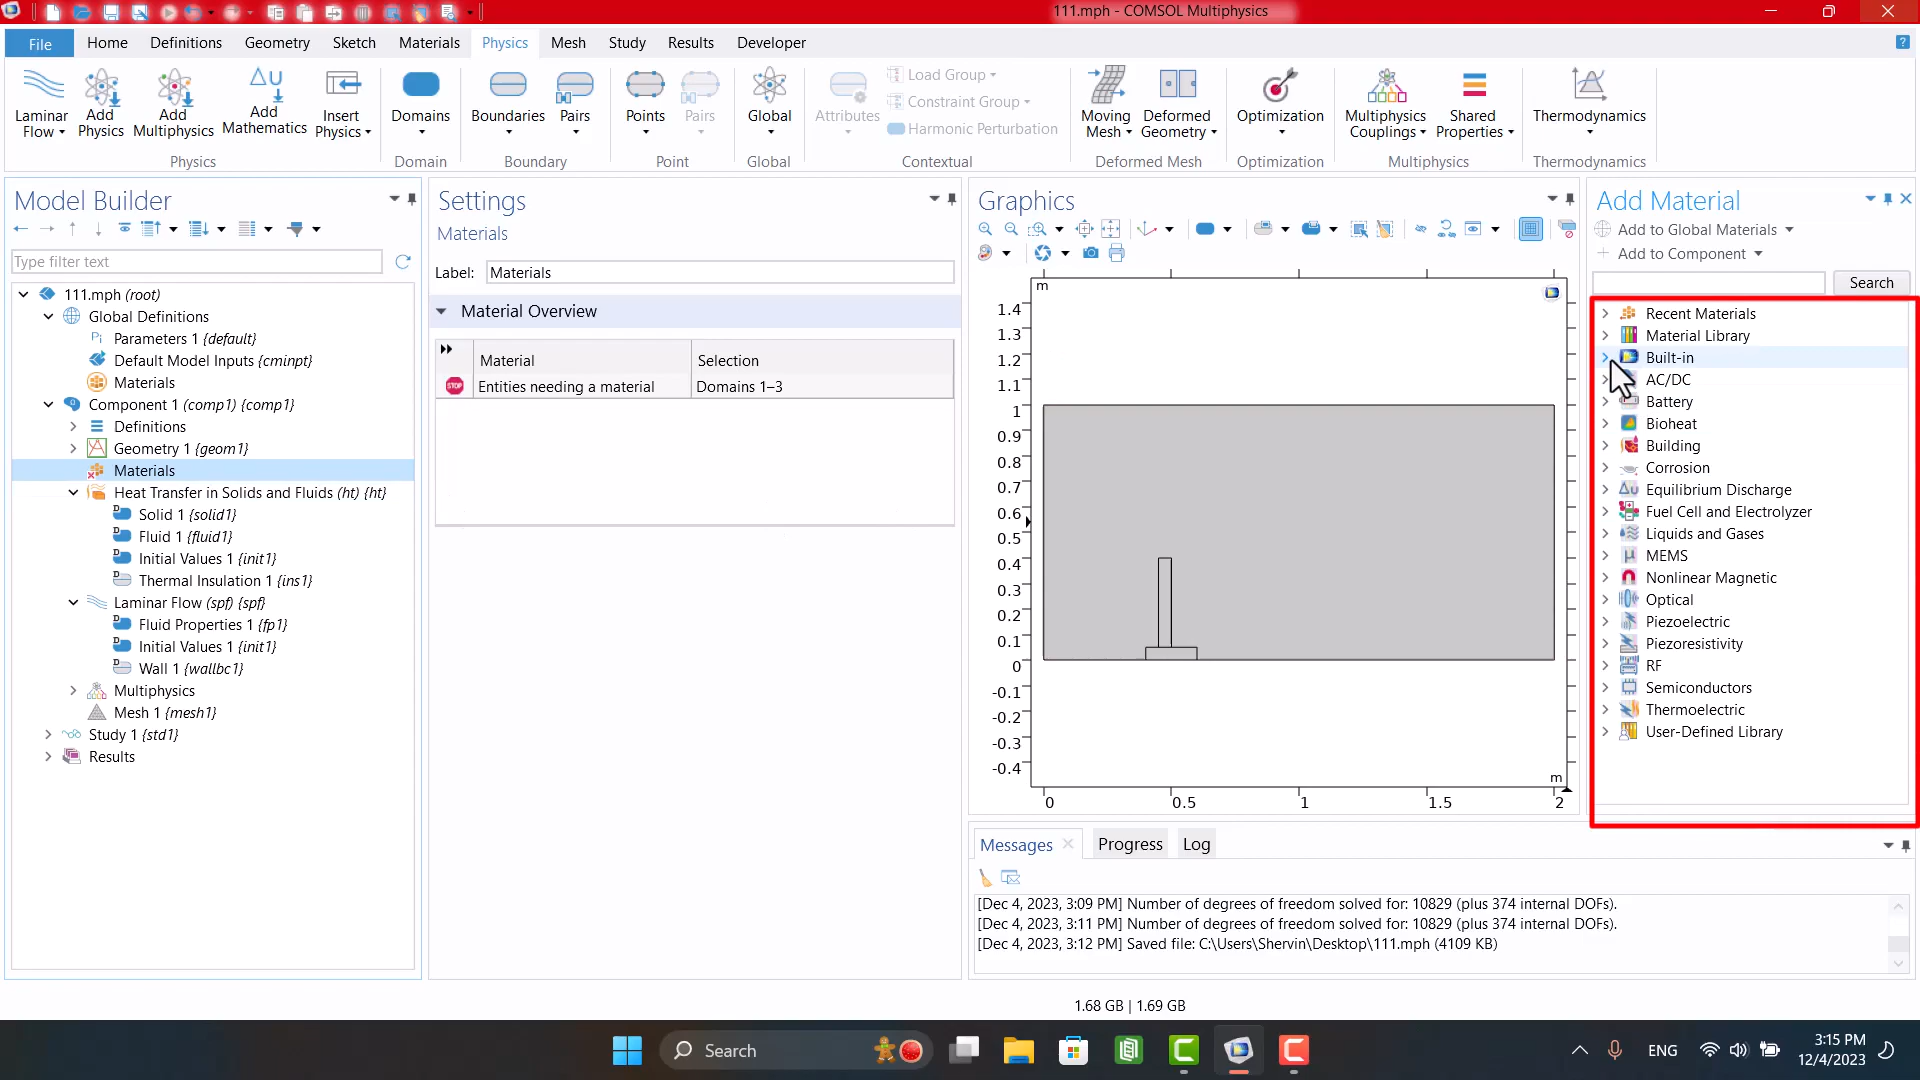 111.mph - COMSOL Multiphysics
File Home Definitions Geometry Sketch Materials Physics Mesh Study Results Developer
Laminar Flow
Add Physics
Add Multiphysics
Add Mathematics
Insert Physics
Physics
Domains
Domain
Boundaries
Pairs
Boundary
Points
Pairs
Point
Global
Global
Attributes
Load Group
Constraint Group
Harmonic Perturbation
Contextual
Moving Mesh
Deformed Geometry
Deformed Mesh
Optimization
Optimization
Multiphysics Couplings
Shared Properties
Multiphysics
Thermodynamics
Thermodynamics
Model Builder
Type filter text
111.mph (root)
Global Definitions
Parameters 1 {default}
Default Model Inputs {cminpt}
Materials
Component 1 (comp1) {comp1}
Definitions
Geometry 1 {geom1}
Materials
Heat Transfer in Solids and Fluids (ht) {ht}
Solid 1 {solid1}
Fluid 1 {fluid1}
Initial Values 1 {init1}
Thermal Insulation 1 {ins1}
Laminar Flow (spf) {spf}
Fluid Properties 1 {fp1}
Initial Values 1 {init1}
Wall 1 {wallbc1}
Multiphysics
Mesh 1 {mesh1}
Study 1 {std1}
Results
Settings
Materials
Label: Materials
Material Overview
Material Selection
STOP Entities needing a material Domains 1–3
Graphics
m
1.4
1.3
1.2
1.1
1
0.9
0.8
0.7
0.6
0.5
0.4
0.3
0.2
0.1
0
-0.1
-0.2
-0.3
-0.4
m
0 0.5 1 1.5 2
Add Material
Add to Global Materials
Add to Component
Search
Recent Materials
Material Library
Built-in
AC/DC
Battery
Bioheat
Building
Corrosion
Equilibrium Discharge
Fuel Cell and Electrolyzer
Liquids and Gases
MEMS
Nonlinear Magnetic
Optical
Piezoelectric
Piezoresistivity
RF
Semiconductors
Thermoelectric
User-Defined Library
Messages Progress Log
[Dec 4, 2023, 3:09 PM] Number of degrees of freedom solved for: 10829 (plus 374 internal DOFs).
[Dec 4, 2023, 3:11 PM] Number of degrees of freedom solved for: 10829 (plus 374 internal DOFs).
[Dec 4, 2023, 3:12 PM] Saved file: C:\Users\Shervin\Desktop\111.mph (4109 KB)
1.68 GB | 1.69 GB
Search
ENG
3:15 PM
12/4/2023